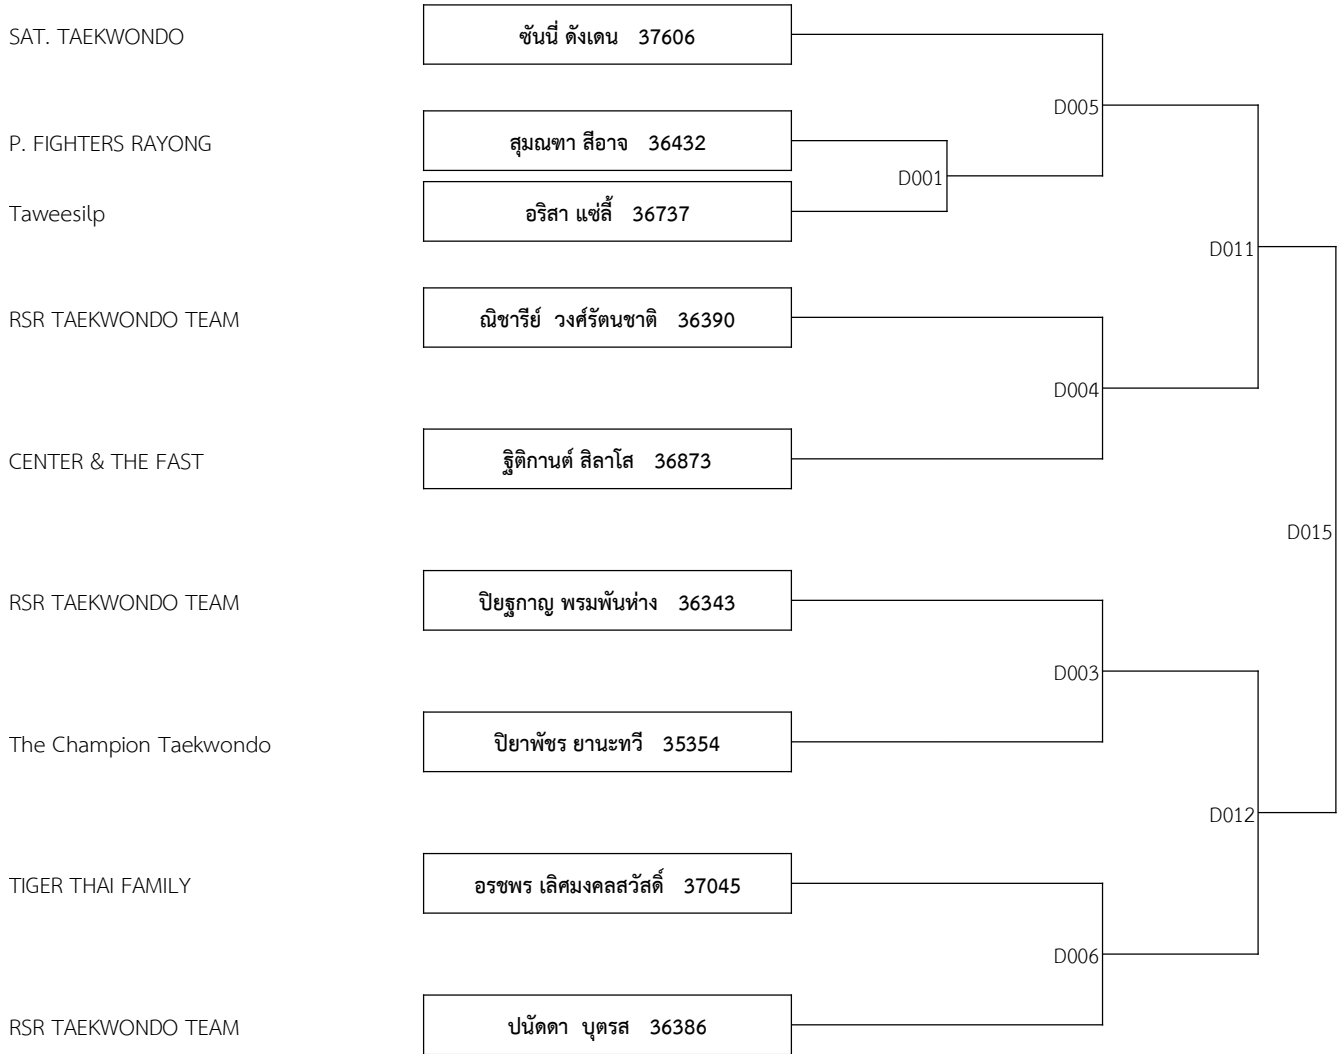 SAT. TAEKWONDO ซันนี่ ดังเดน 37606
D005
P. FIGHTERS RAYONG สุมณฑา สีอาจ 36432
D001
Taweesilp อริสา แซ่ลี้ 36737
D011
RSR TAEKWONDO TEAM ณิชารีย์ วงศ์รัตนชาติ 36390
D004
CENTER & THE FAST ฐิติกานต์ สิลาโส 36873
D015
RSR TAEKWONDO TEAM ปิยฐกาญ พรมพันห่าง 36343
D003
The Champion Taekwondo ปิยาพัชร ยานะทวี 35354
D012
TIGER THAI FAMILY อรชพร เลิศมงคลสวัสดิ์ 37045
D006
RSR TAEKWONDO TEAM ปนัดดา บุตรส 36386